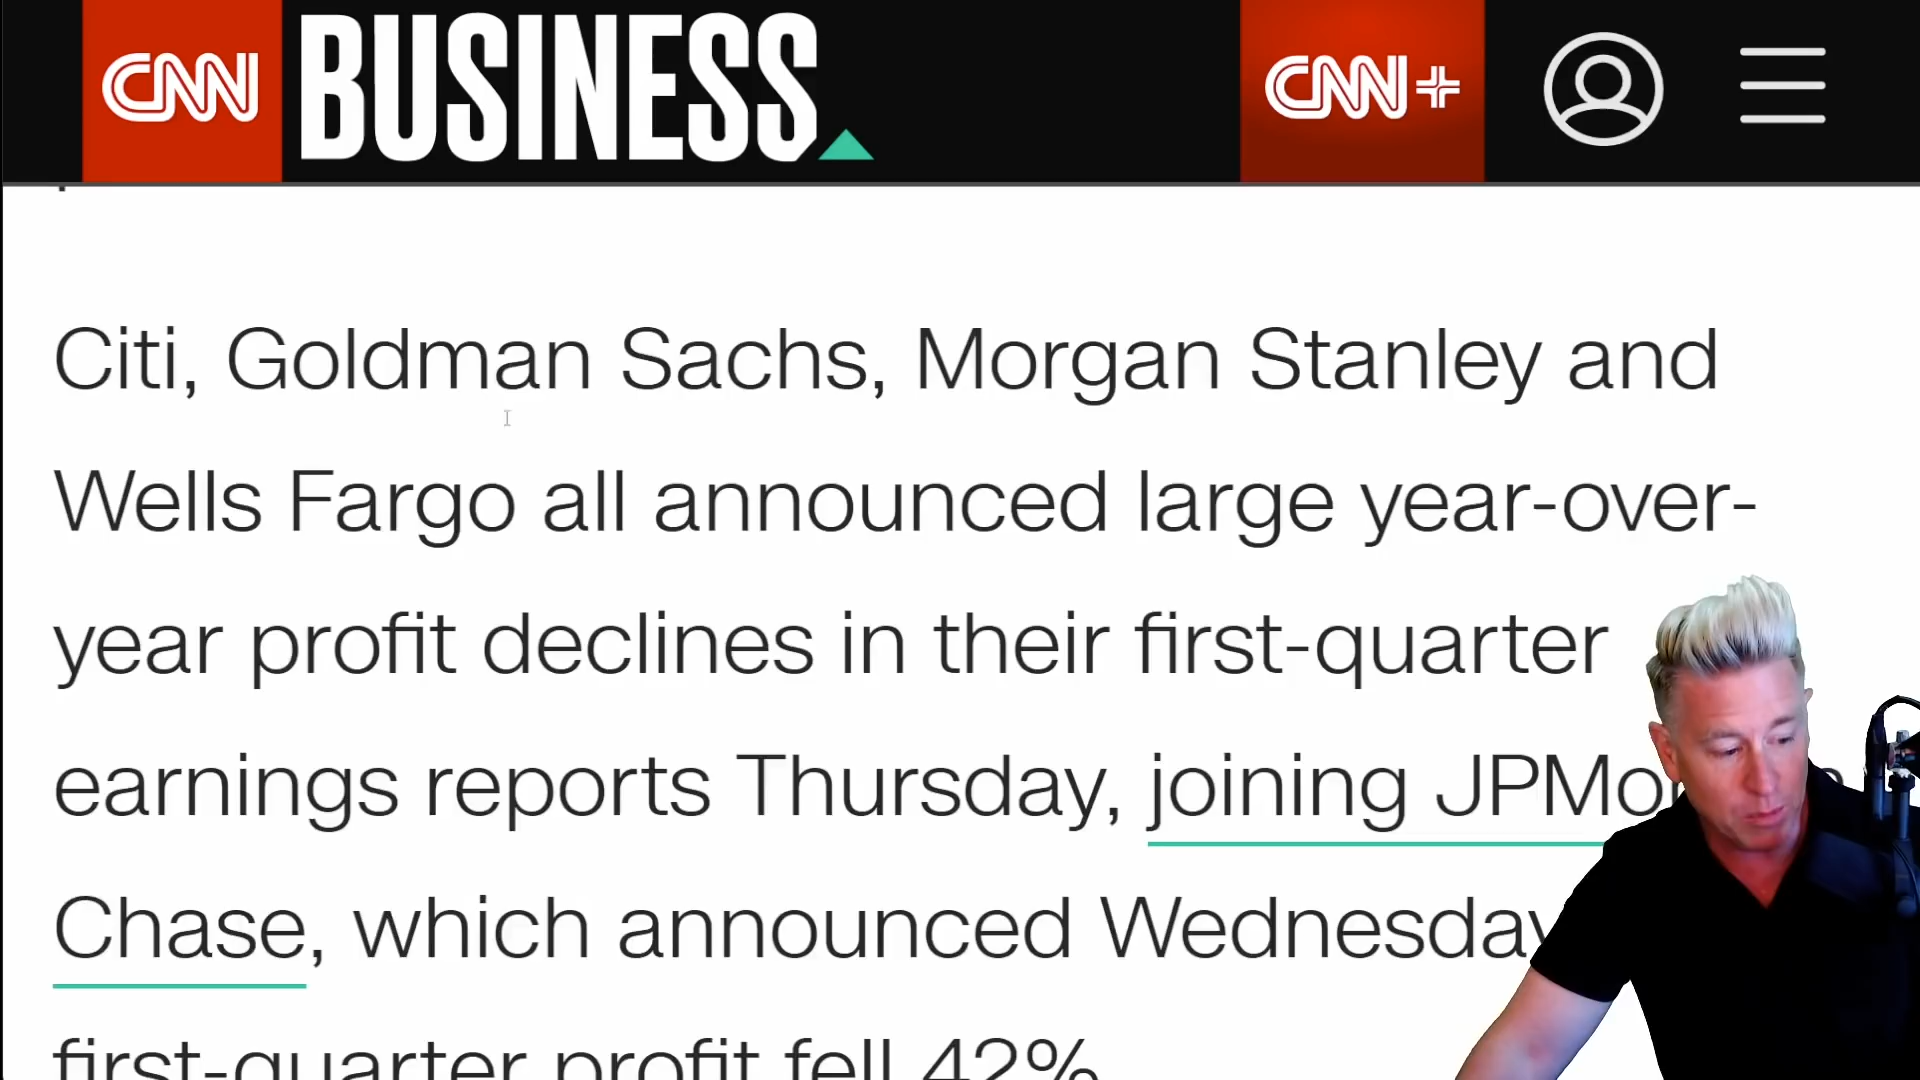 CNN BUSINESS CNN+
Citi, Goldman Sachs, Morgan Stanley and
Wells Fargo all announced large year-over-
year profit declines in their first-quarter
earnings reports Thursday, joining
Chase, which announced Wednesday
first-quarter profit fell 42%